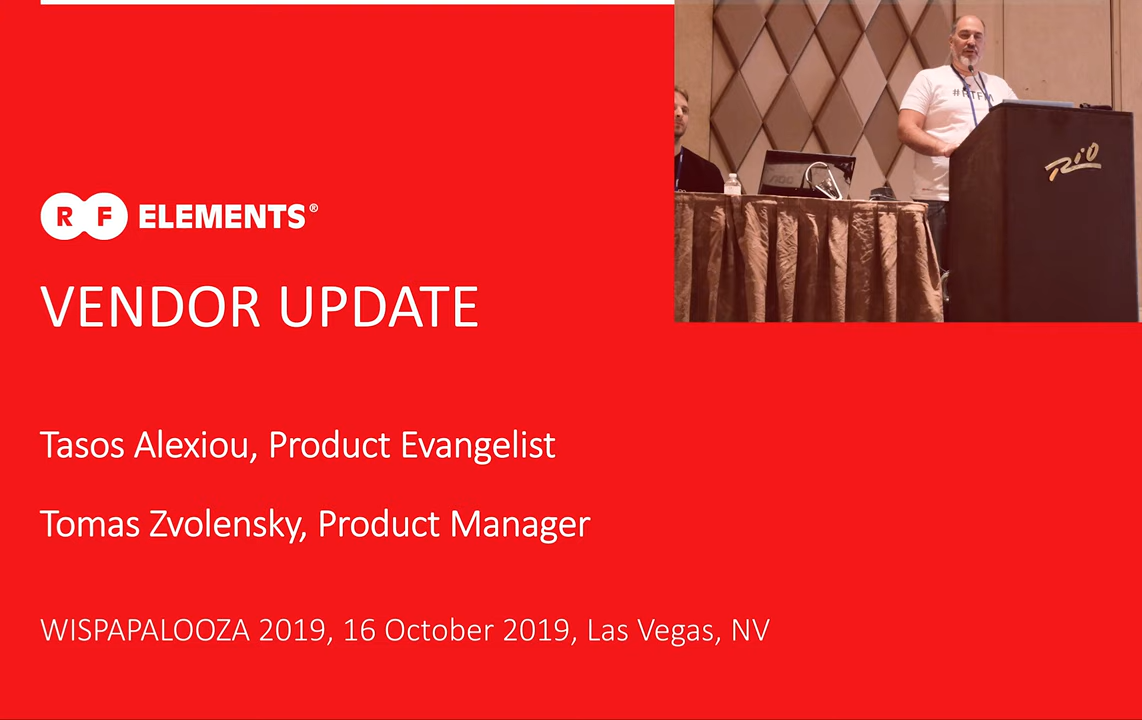 RF ELEMENTS®
VENDOR UPDATE
Tasos Alexiou, Product Evangelist
Tomas Zvolensky, Product Manager
WISPAPALOOZA 2019, 16 October 2019, Las Vegas, NV
#RTFM
Rio